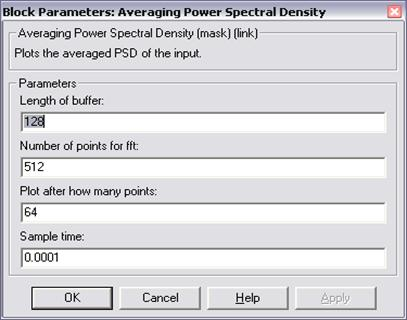 Block Parameters: Averaging Power Spectral Density
Averaging Power Spectral Density (mask) (link)
Plots the averaged PSD of the input.
Parameters
Length of buffer:
128
Number of points for fft:
512
Plot after how many points:
64
Sample time:
0.0001
OK Cancel Help Apply